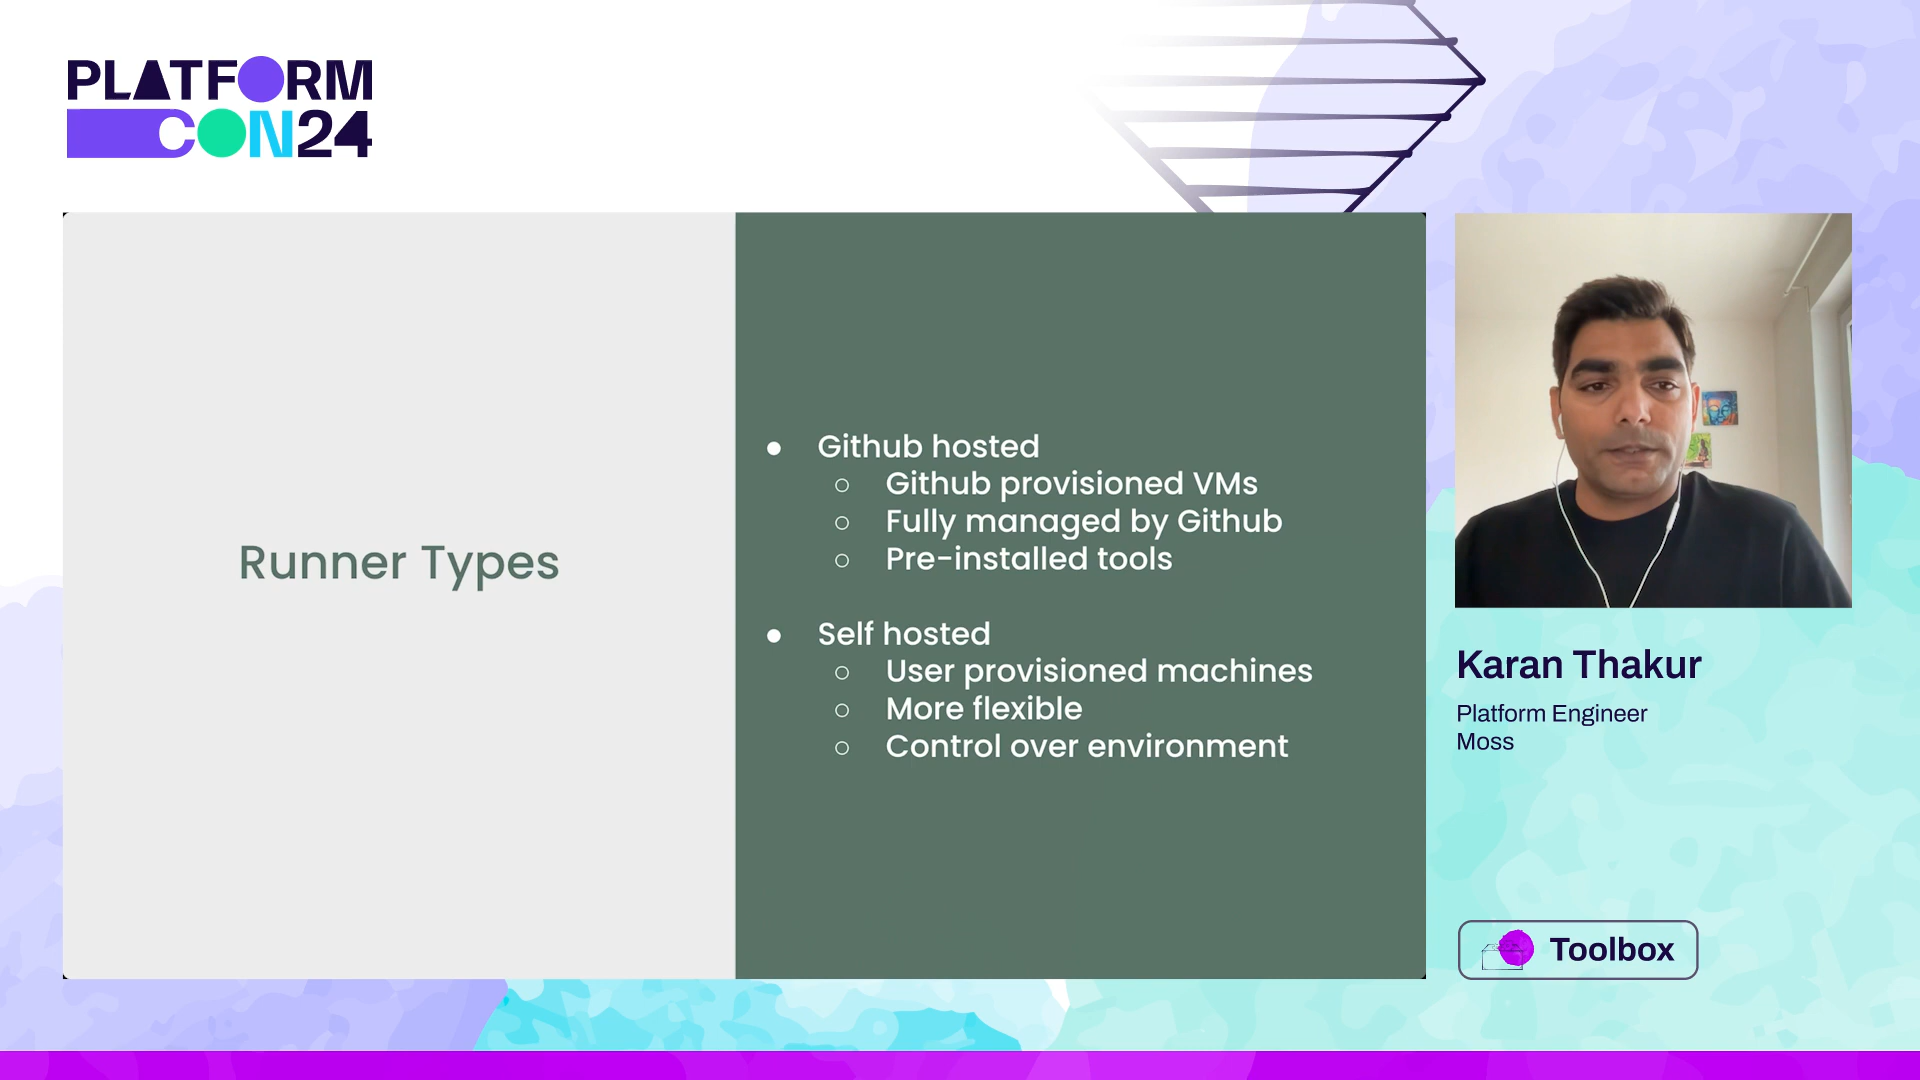 PLATFORM
CON24
Runner Types
● Github hosted
○ Github provisioned VMs
○ Fully managed by Github
○ Pre-installed tools
● Self hosted
○ User provisioned machines
○ More flexible
○ Control over environment
Karan Thakur
Platform Engineer
Moss
Toolbox